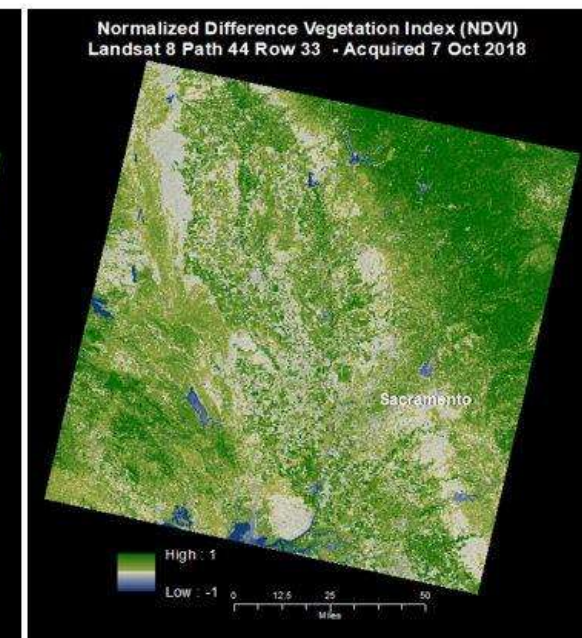 Normalized Difference Vegetation Index (NDVI)
Landsat 8 Path 44 Row 33 - Acquired 7 Oct 2018
Sacramento
High : 1
Low : -1
0 12.5 25 50
Miles